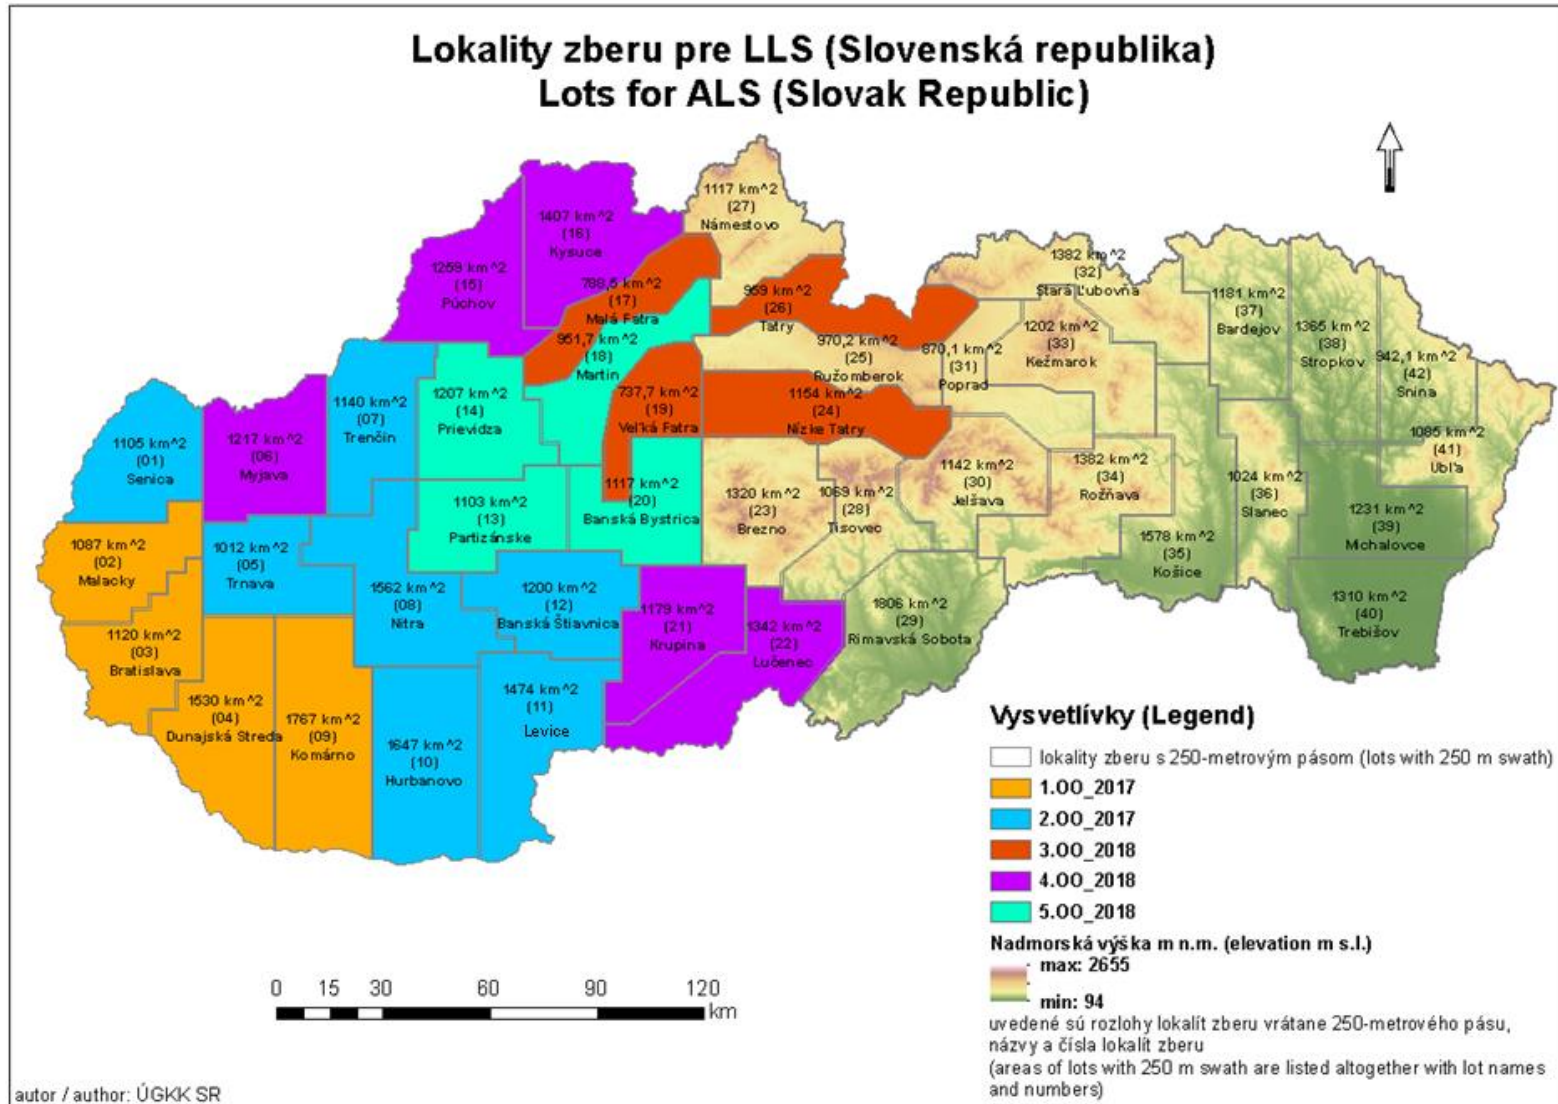 Lokality zberu pre LLS (Slovenská republika)
Lots for ALS (Slovak Republic)
1117 km^2
(27)
Námestovo
1407 km^2
(16)
Kysuce
1259 km^2
(15)
Púchov
788,5 km^2
(17)
Malá Fatra
951,7 km^2
(18)
Martin
959 km^2
(26)
Tatry
1382 km^2
(32)
Stará Ľubovňa
1181 km^2
(37)
Bardejov
1365 km^2
(38)
Stropkov
942,1 km^2
(42)
Snina
1202 km^2
(33)
Kežmarok
970,2 km^2
(25)
Ružomberok
870,1 km^2
(31)
Poprad
1207 km^2
(14)
Prievidza
737,7 km^2
(19)
Veľká Fatra
1154 km^2
(24)
Nízke Tatry
1140 km^2
(07)
Trenčín
1105 km^2
(01)
Senica
1217 km^2
(06)
Myjava
1085 km^2
(41)
Ubľa
1117 km^2
(20)
Banská Bystrica
1103 km^2
(13)
Partizánske
1320 km^2
(23)
Brezno
1069 km^2
(28)
Tisovec
1142 km^2
(30)
Jelšava
1382 km^2
(34)
Rožňava
1024 km^2
(36)
Slanec
1231 km^2
(39)
Michalovce
1087 km^2
(02)
Malacky
1012 km^2
(05)
Trnava
1562 km^2
(08)
Nitra
1200 km^2
(12)
Banská Štiavnica
1578 km^2
(35)
Košice
1310 km^2
(40)
Trebišov
1120 km^2
(03)
Bratislava
1179 km^2
(21)
Krupina
1342 km^2
(22)
Lučenec
1806 km^2
(29)
Rimavská Sobota
1530 km^2
(04)
Dunajská Streda
1767 km^2
(09)
Komárno
1647 km^2
(10)
Hurbanovo
1474 km^2
(11)
Levice
Vysvetlívky (Legend)
lokality zberu s 250-metrovým pásom (lots with 250 m swath)
1.OO_2017
2.OO_2017
3.OO_2018
4.OO_2018
5.OO_2018
Nadmorská výška m n.m. (elevation m s.l.)
max: 2655
min: 94
uvedené sú rozlohy lokalít zberu vrátane 250-metrového pásu,
názvy a čísla lokalít zberu
(areas of lots with 250 m swath are listed altogether with lot names
and numbers)
0 15 30 60 90 120
km
autor / author: ÚGKK SR